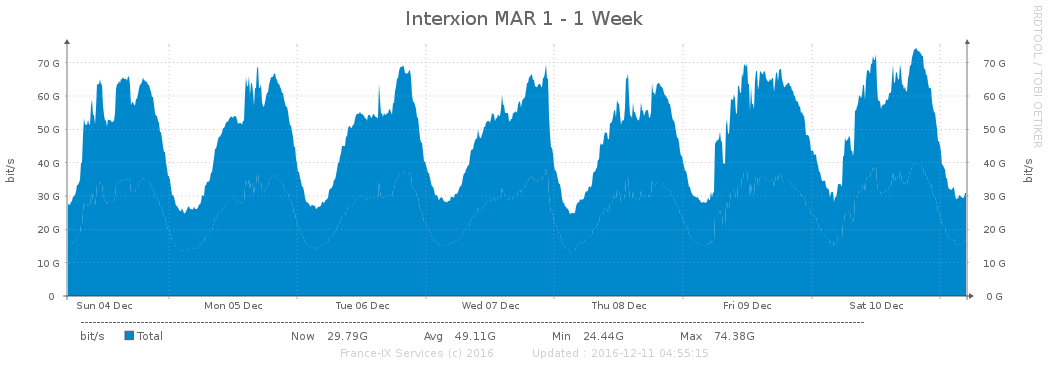 Interxion MAR 1 - 1 Week
RRDTOOL / TOBI OETIKER
bit/s
70 G 70 G
60 G 60 G
50 G 50 G
40 G 40 G
30 G 30 G
20 G 20 G
10 G 10 G
0 0 G
bit/s
Sun 04 Dec Mon 05 Dec Tue 06 Dec Wed 07 Dec Thu 08 Dec Fri 09 Dec Sat 10 Dec
bit/s Total Now 29.79G Avg 49.11G Min 24.44G Max 74.38G
France-IX Services (c) 2016 Updated : 2016-12-11 04:55:15